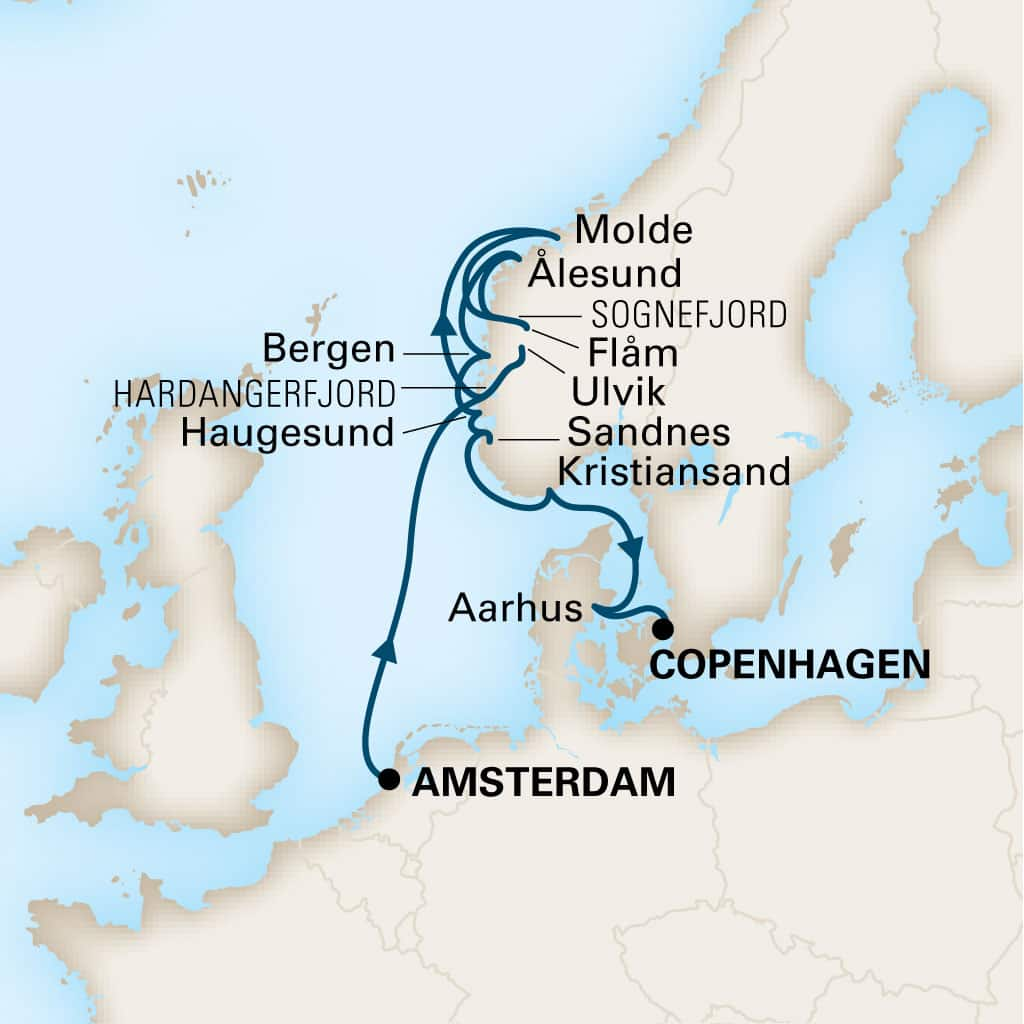 Molde
Ålesund
SOGNEFJORD
Bergen
Flåm
HARDANGERFJORD
Ulvik
Haugesund
Sandnes
Kristiansand
Aarhus
COPENHAGEN
AMSTERDAM